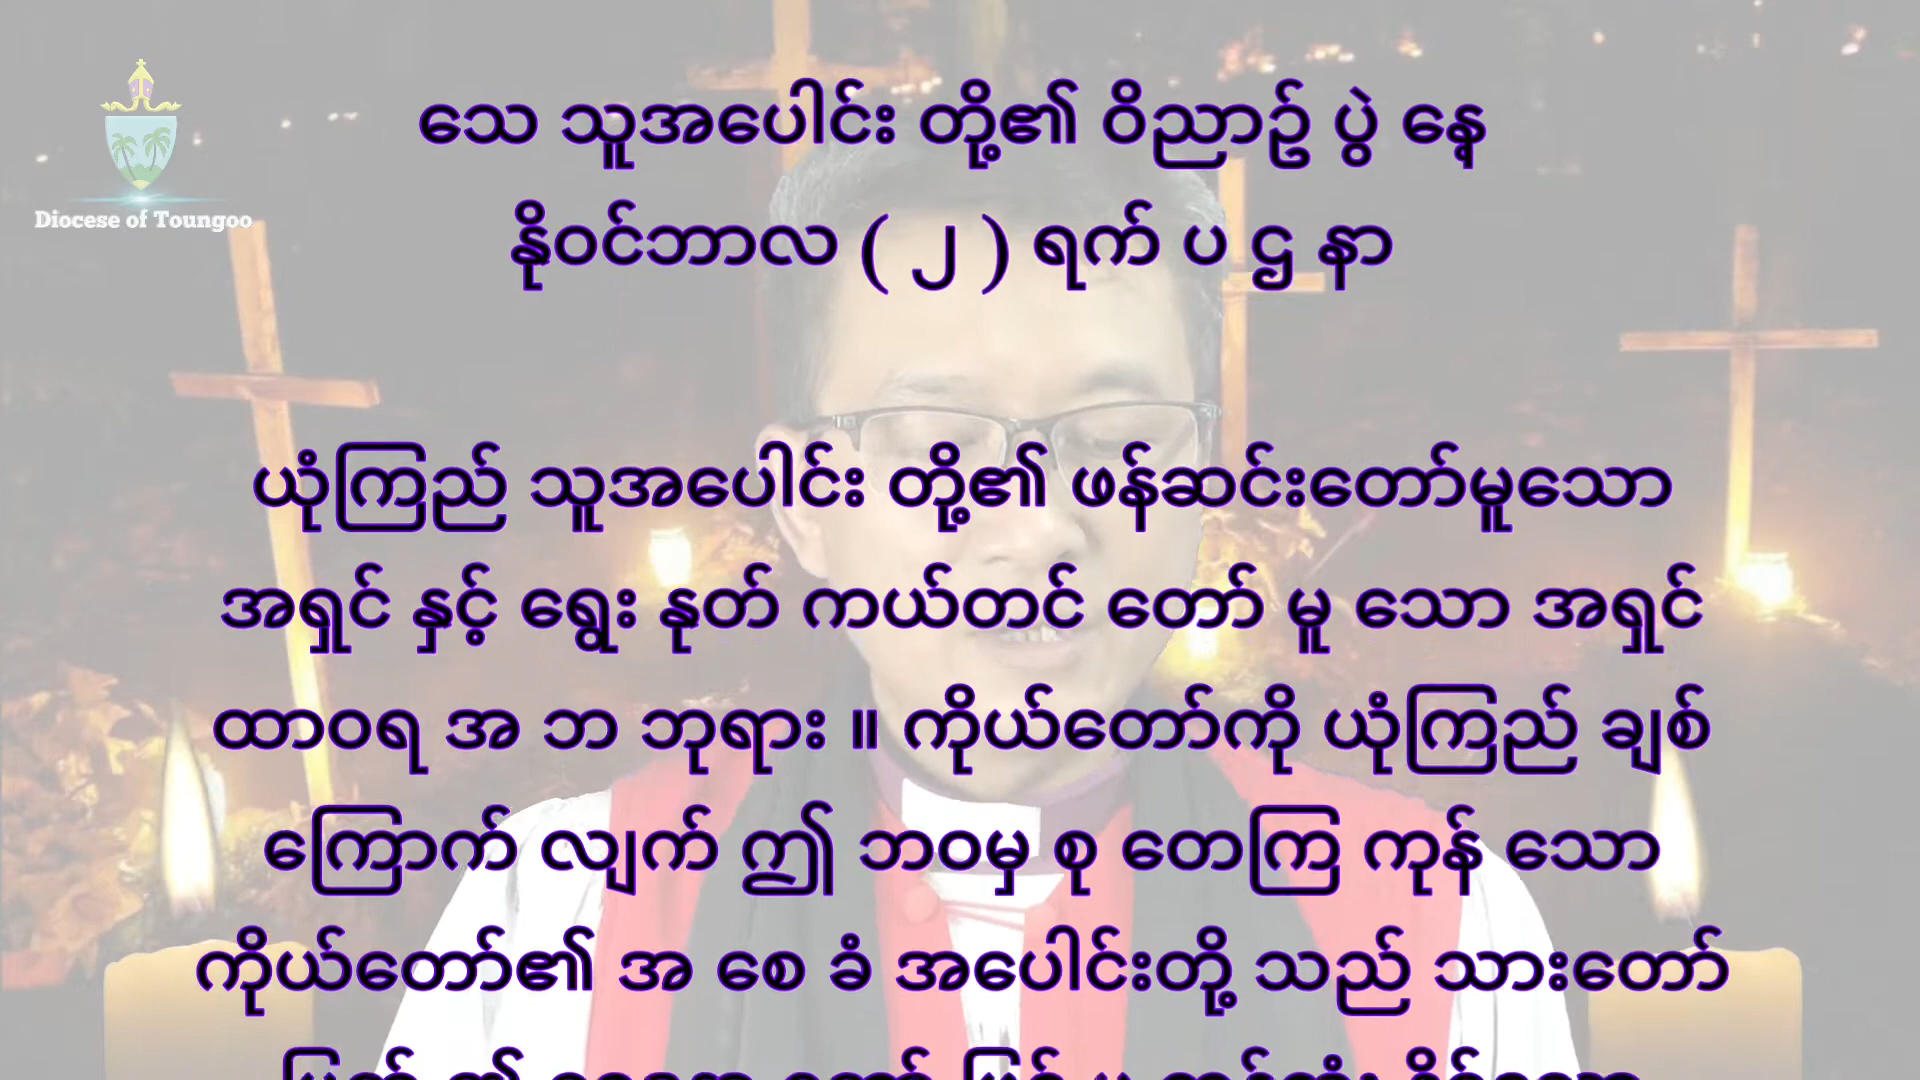 Diocese of Toungoo
သေ သူအပေါင်း တို့၏ ဝိညာဥ် ပွဲ နေ့
နိုဝင်ဘာလ ( ၂ ) ရက် ပ ဌ နာ
ယုံကြည် သူအပေါင်း တို့၏ ဖန်ဆင်းတော်မူသော
အရှင် နှင့် ရွေး နုတ် ကယ်တင် တော် မူ သော အရှင်
ထာဝရ အ ဘ ဘုရား ။ ကိုယ်တော်ကို ယုံကြည် ချစ်
ကြောက် လျက် ဤ ဘဝမှ စု တေကြ ကုန် သော
ကိုယ်တော်၏ အ စေ ခံ အပေါင်းတို့ သည် သားတော်